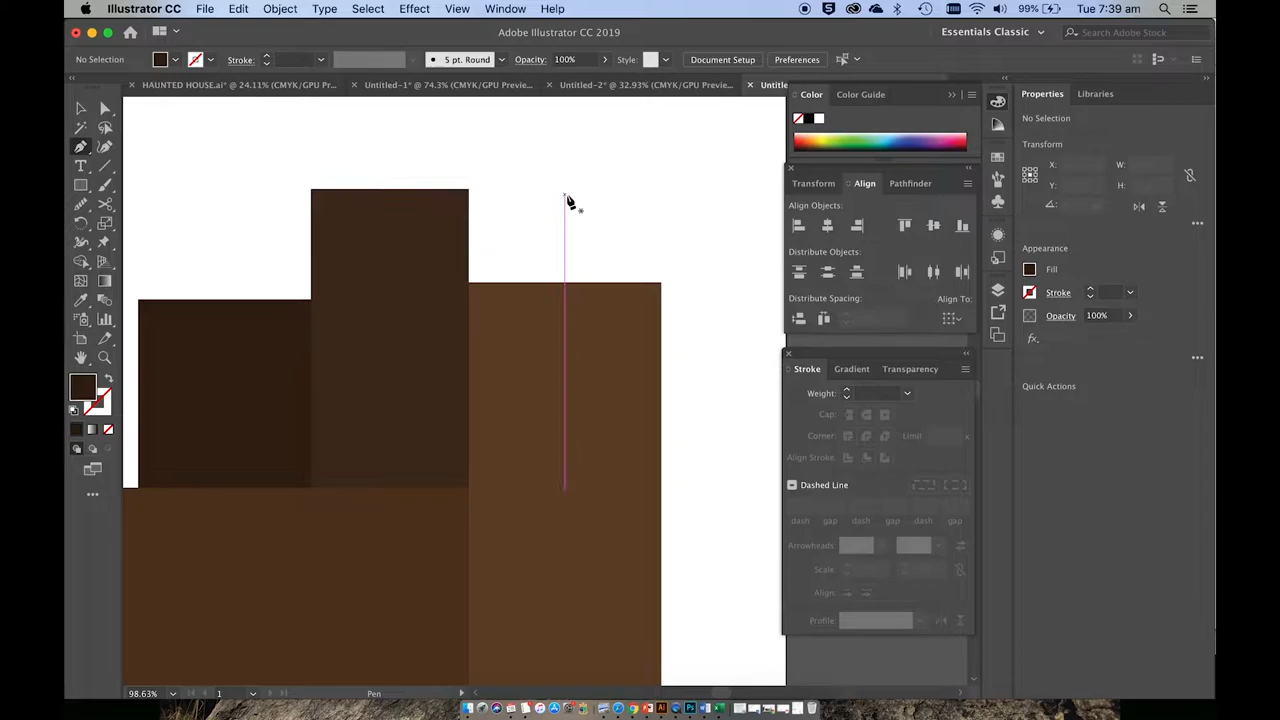 Illustrator CC File Edit Object Type Select Effect View Window Help 99% Tue 7:39 am
Adobe Illustrator CC 2019 Essentials Classic Search Adobe Stock
No Selection Stroke: 5 pt. Round Opacity: 100% Style: Document Setup Preferences
HAUNTED HOUSE.ai* @ 24.11% (CMYK/GPU Pr... Untitled-1* @ 74.3% (CMYK/GPU Previe... Untitled-2* @ 32.93% (CMYK/GPU Previe... Untitle
Color Color Guide
Properties Libraries
No Selection
Transform
X: W:
Y: H:
Transform Align Pathfinder
Align Objects:
Distribute Objects:
Distribute Spacing: Align To:
Appearance
Fill
Stroke
Opacity 100%
fx.
Quick Actions
Stroke Gradient Transparency
Weight:
Cap:
Corner: Limit x
Align Stroke:
Dashed Line
dash gap dash gap dash gap
Arrowheads:
Scale:
Align:
Profile:
98.63% 1 Pen